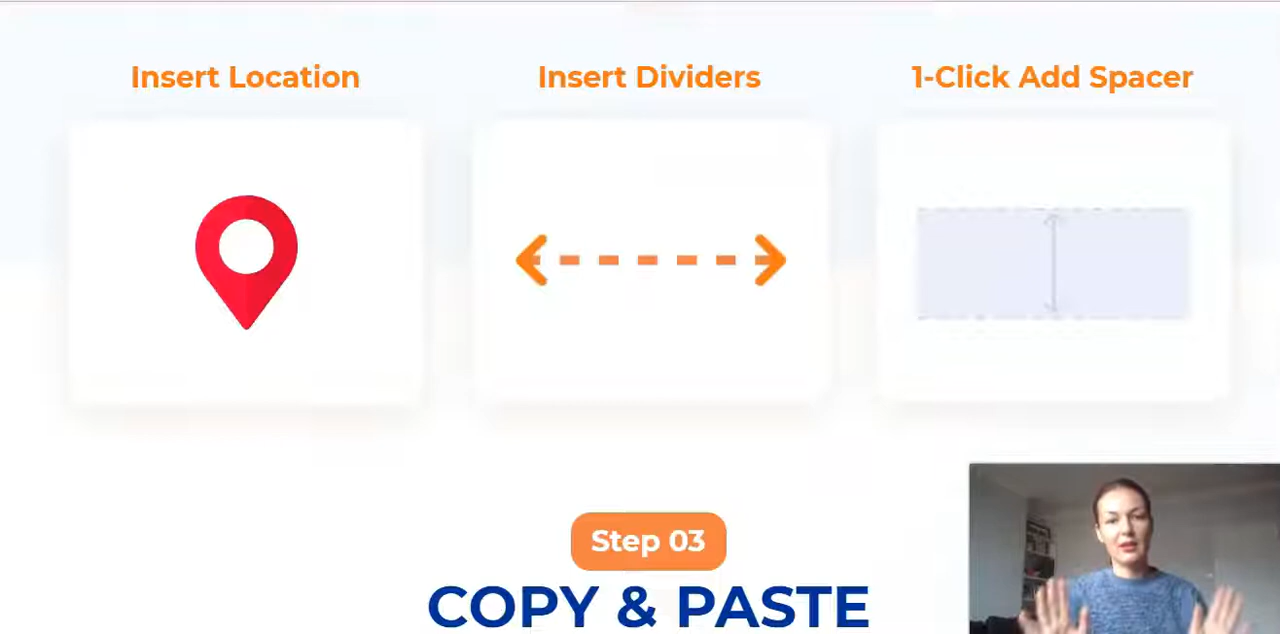 Insert Location
Insert Dividers
1-Click Add Spacer
Step 03
COPY & PASTE